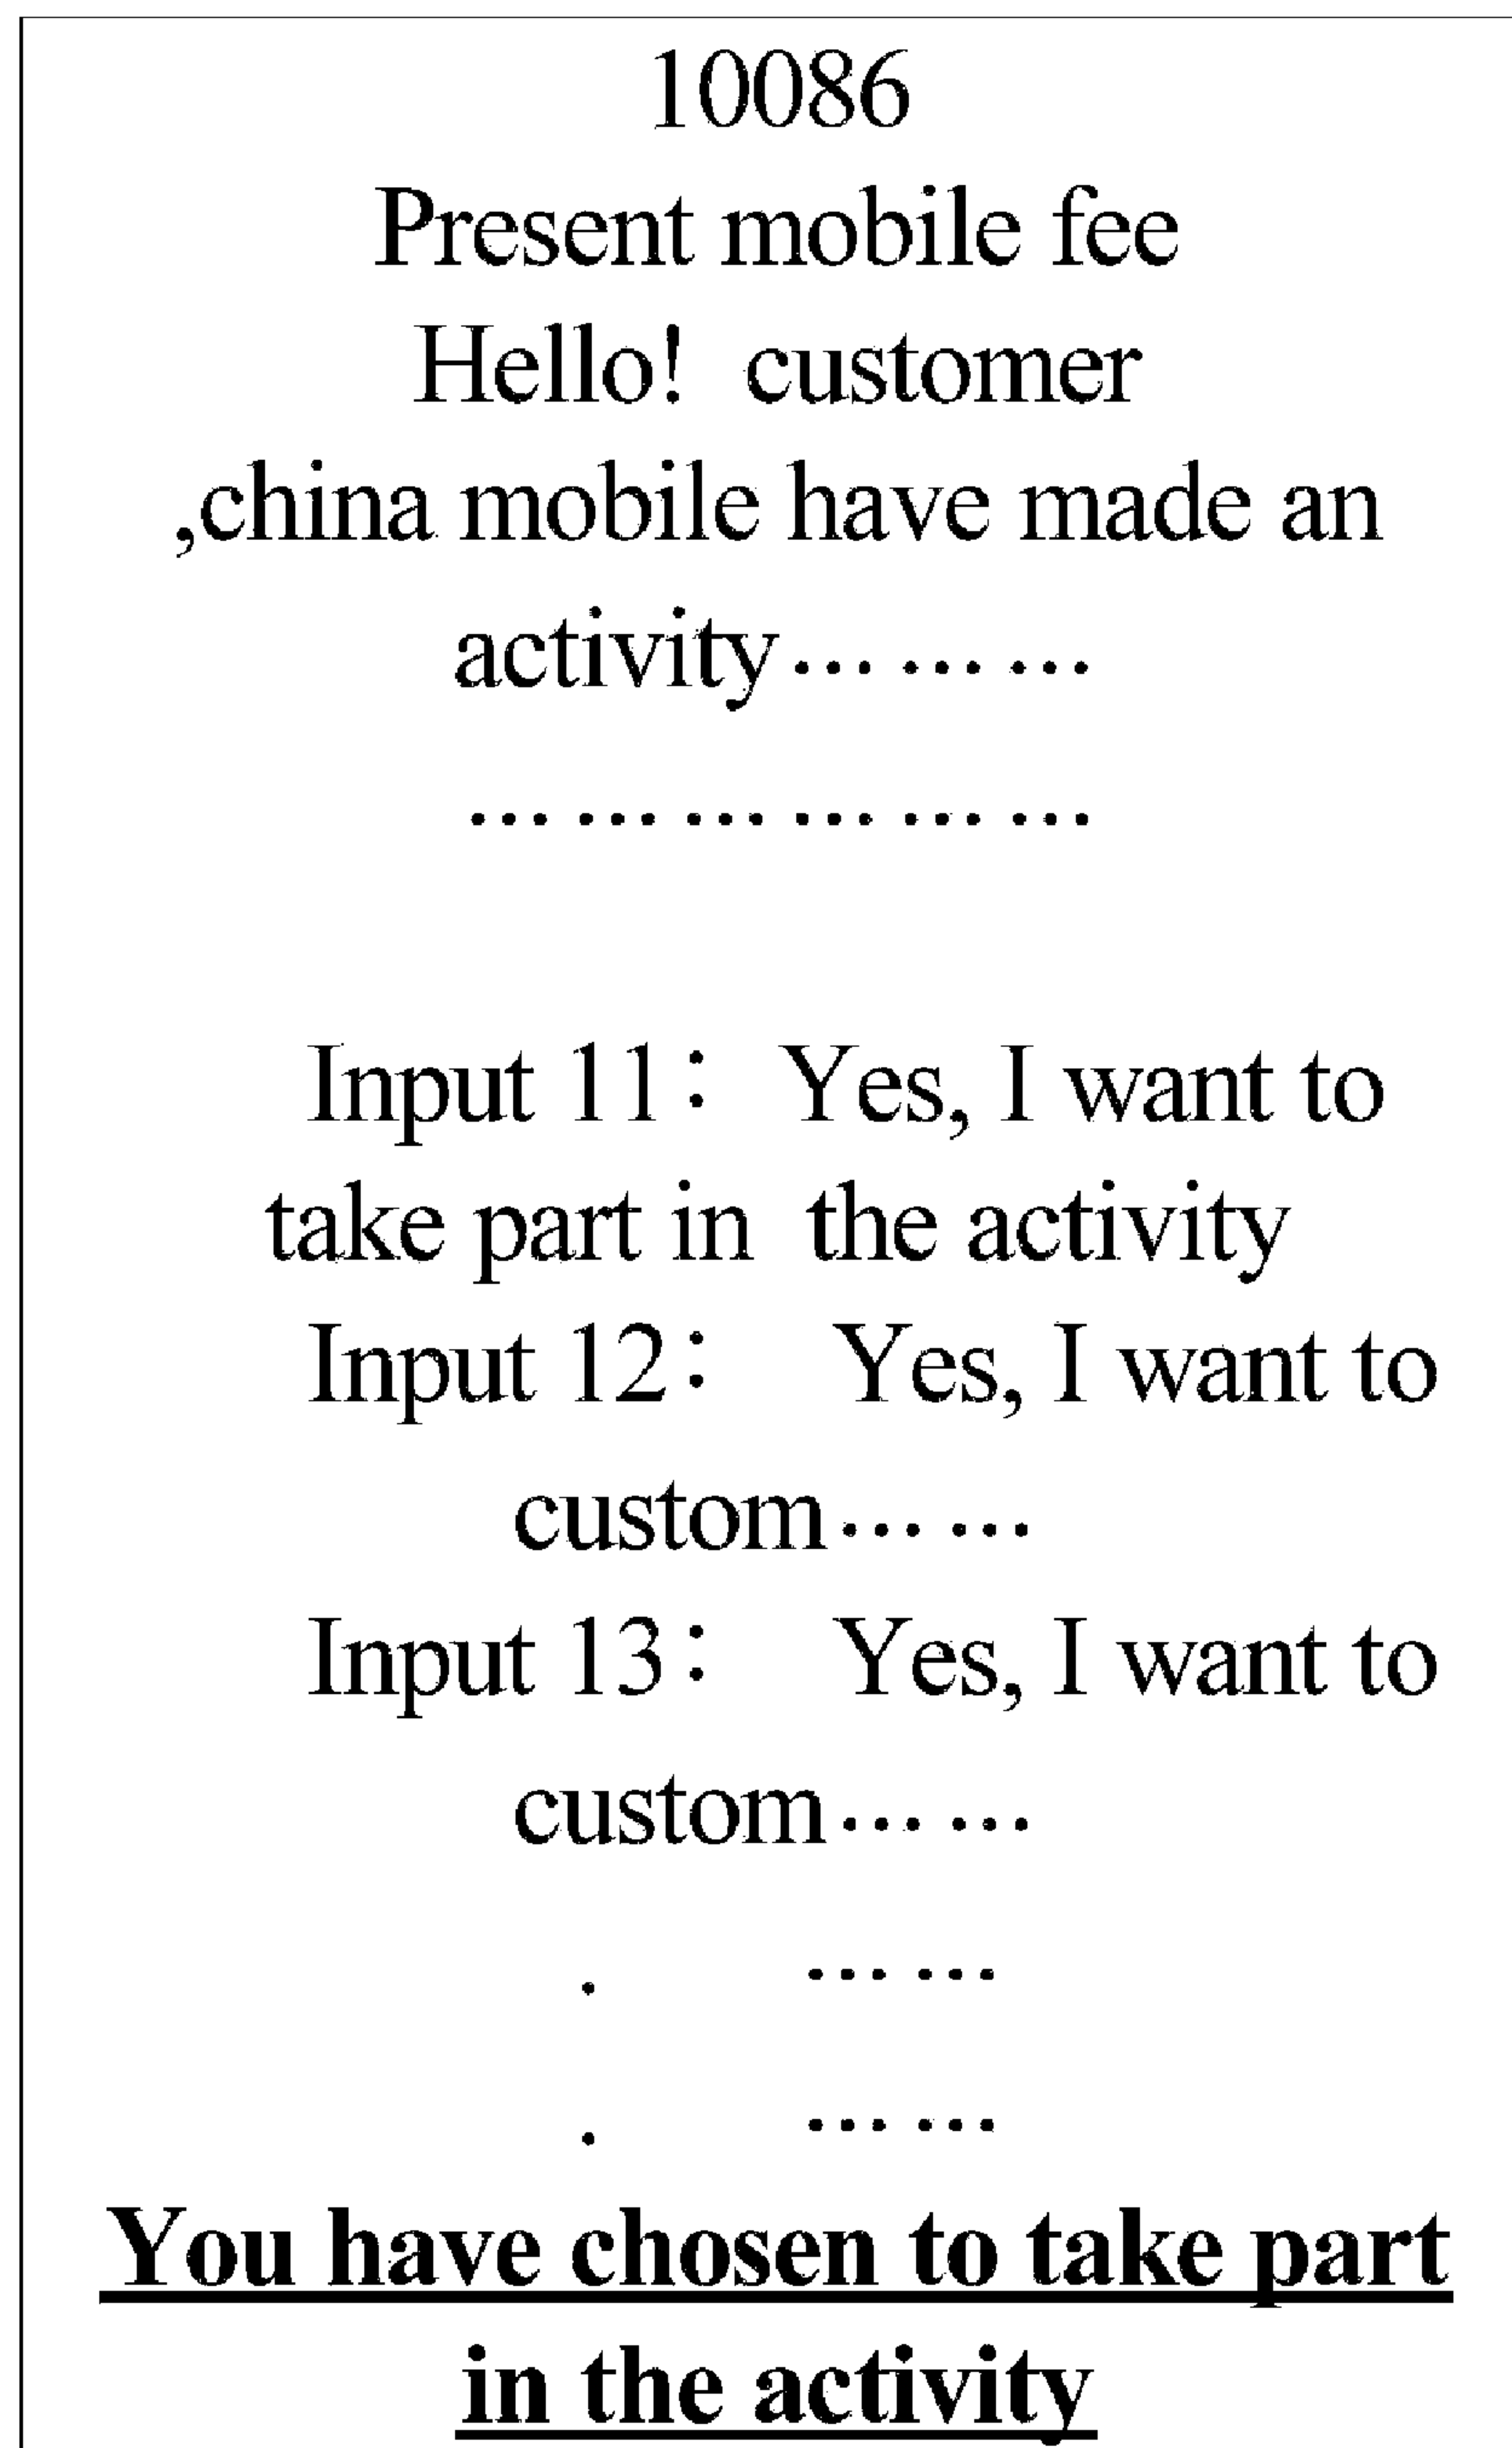 10086
Present mobile fee
Hello!  customer
,china mobile have made an
activity………
………………
Input 11： Yes, I want to
take part in  the activity
Input 12：  Yes, I want to
custom……
Input 13：  Yes, I want to
custom……
.    ……
.    ……
You have chosen to take part
in the activity